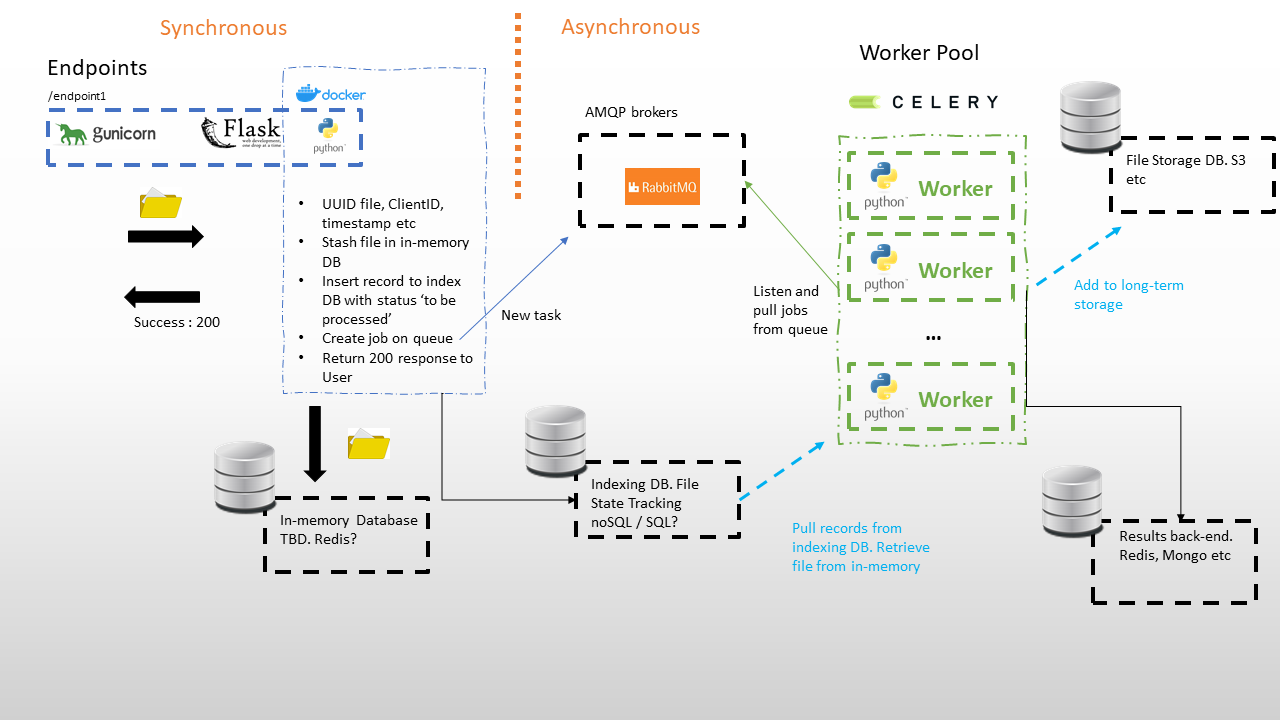 Synchronous
Asynchronous
Endpoints
/endpoint1
gunicorn
Flask
web development,
one drop at a time
docker
python
• UUID file, ClientID,
timestamp etc
• Stash file in in-memory
DB
• Insert record to index
DB with status ‘to be
processed’
• Create job on queue
• Return 200 response to
User
Success : 200
New task
AMQP brokers
RabbitMQ
Listen and
pull jobs
from queue
Worker Pool
CELERY
python
Worker
python
Worker
...
python
Worker
File Storage DB. S3
etc
Add to long-term
storage
In-memory Database
TBD. Redis?
Indexing DB. File
State Tracking
noSQL / SQL?
Pull records from
indexing DB. Retrieve
file from in-memory
Results back-end.
Redis, Mongo etc